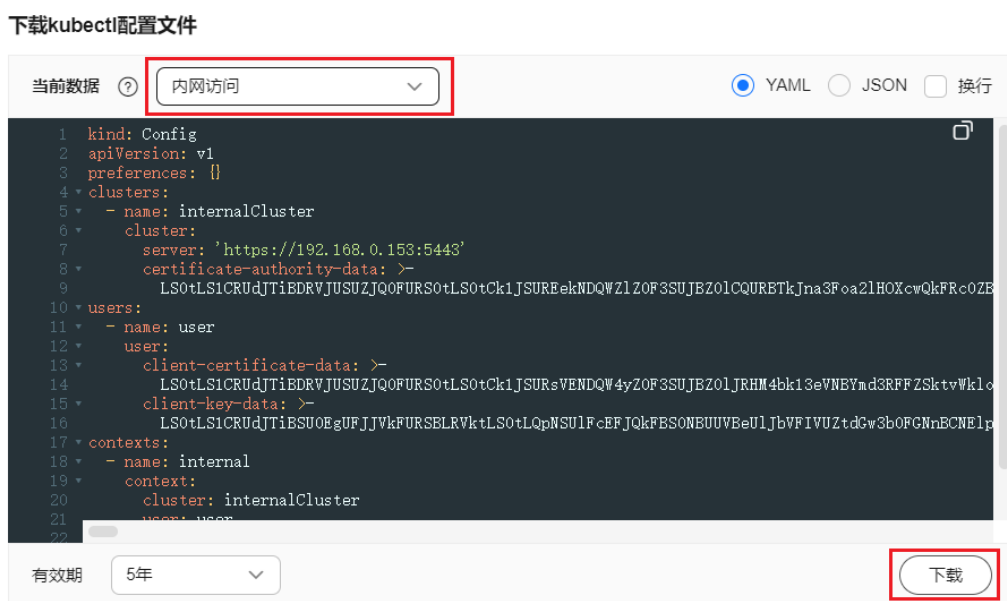 下载kubectl配置文件
当前数据 ? 内网访问 YAML JSON 换行
1 kind: Config
2 apiVersion: v1
3 preferences: {}
4 clusters:
5 - name: internalCluster
6 cluster:
7 server: 'https://192.168.0.153:5443'
8 certificate-authority-data: >-
9
10 users:
11 - name: user
12 user:
13 client-certificate-data: >-
14
15 client-key-data: >-
16
17 contexts:
18 - name: internal
19 context:
20 cluster: internalCluster
21 user: user
22
有效期 5年 下载